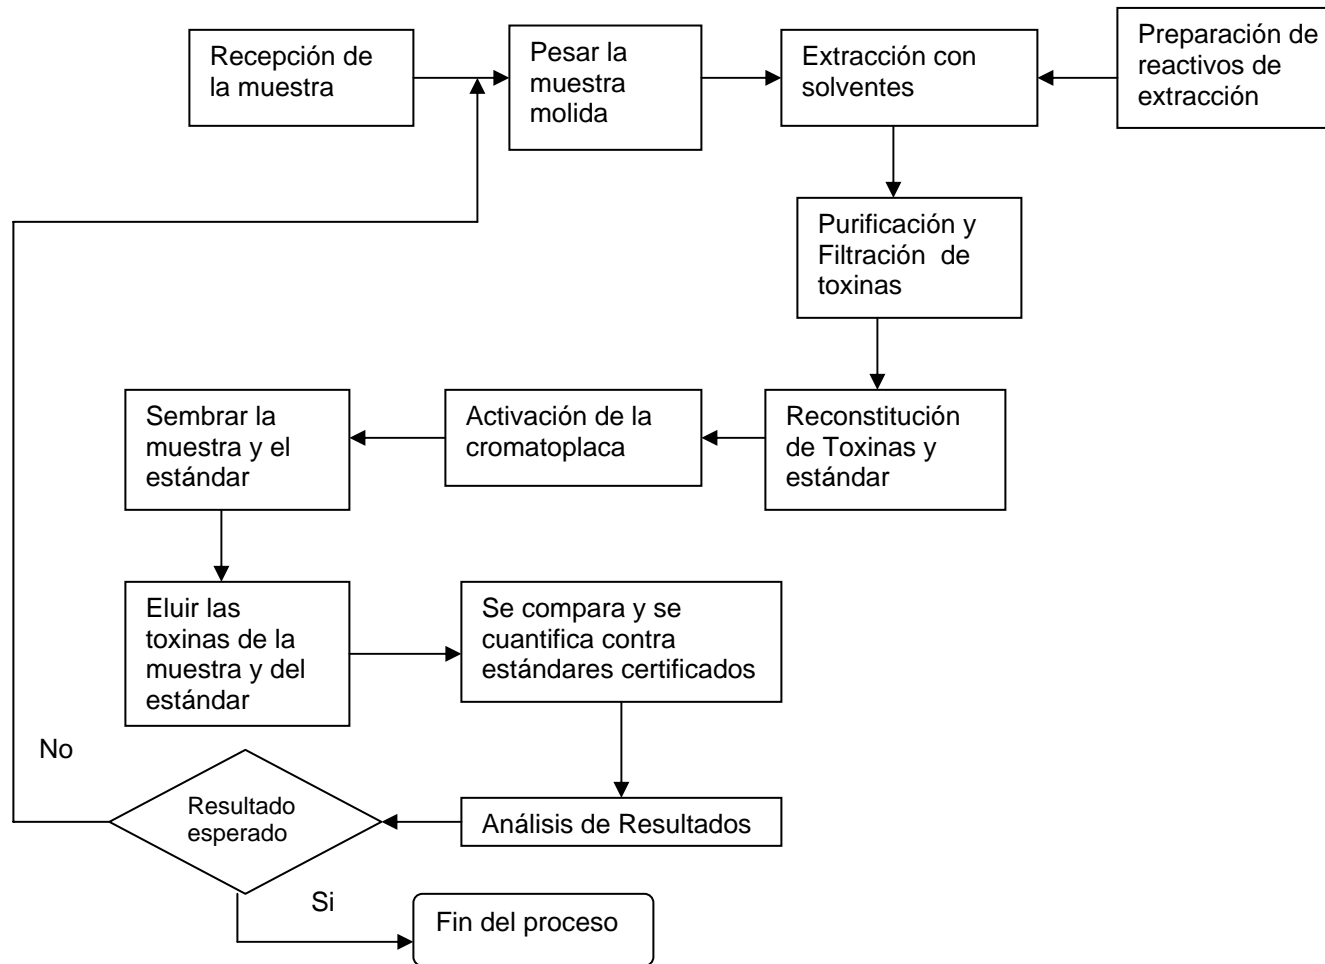 Recepción de
la muestra
Pesar la
muestra
molida
Extracción con
solventes
Preparación de
reactivos de
extracción
Purificación y
Filtración de
toxinas
Reconstitución
de Toxinas y
estándar
Activación de la
cromatoplaca
Sembrar la
muestra y el
estándar
Eluir las
toxinas de la
muestra y del
estándar
Se compara y se
cuantifica contra
estándares certificados
Análisis de Resultados
Resultado
esperado
No
Si
Fin del proceso